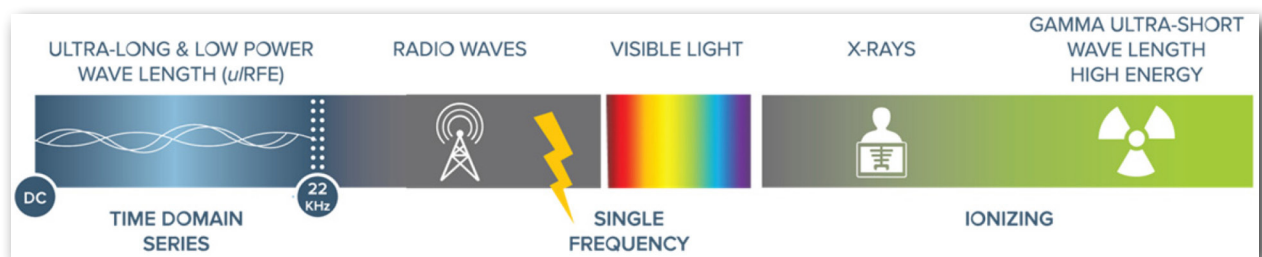 ULTRA-LONG & LOW POWER
WAVE LENGTH (ulRFE)
RADIO WAVES
VISIBLE LIGHT
X-RAYS
GAMMA ULTRA-SHORT
WAVE LENGTH
HIGH ENERGY
DC
22
KHz
TIME DOMAIN
SERIES
SINGLE
FREQUENCY
IONIZING